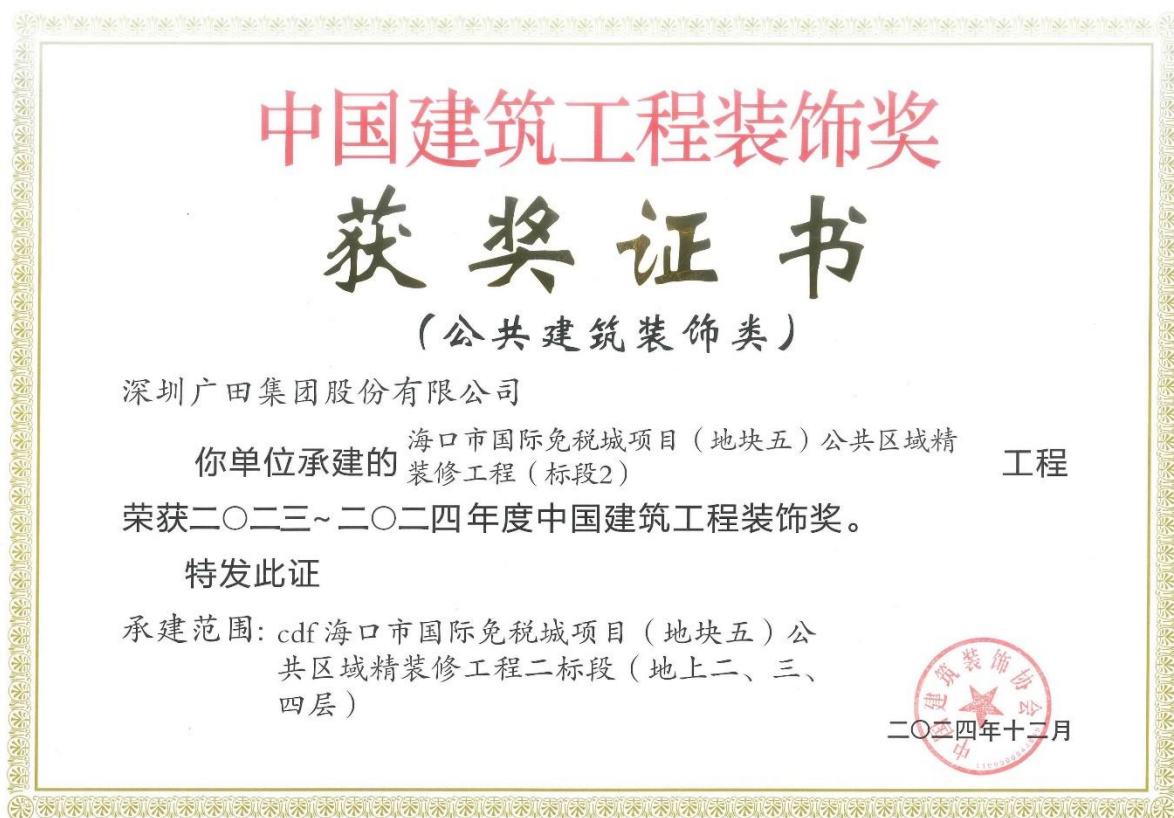 中国建筑工程装饰奖
获奖证书
（公共建筑装饰类）
深圳广田集团股份有限公司
你单位承建的 海口市国际免税城项目（地块五）公共区域精
装修工程（标段2） 工程
荣获二〇二三~二〇二四年度中国建筑工程装饰奖。
特发此证
承建范围: cdf 海口市国际免税城项目（地块五）公
共区域精装修工程二标段（地上二、三、
四层）
中国建筑装饰协会
二〇二四年十二月